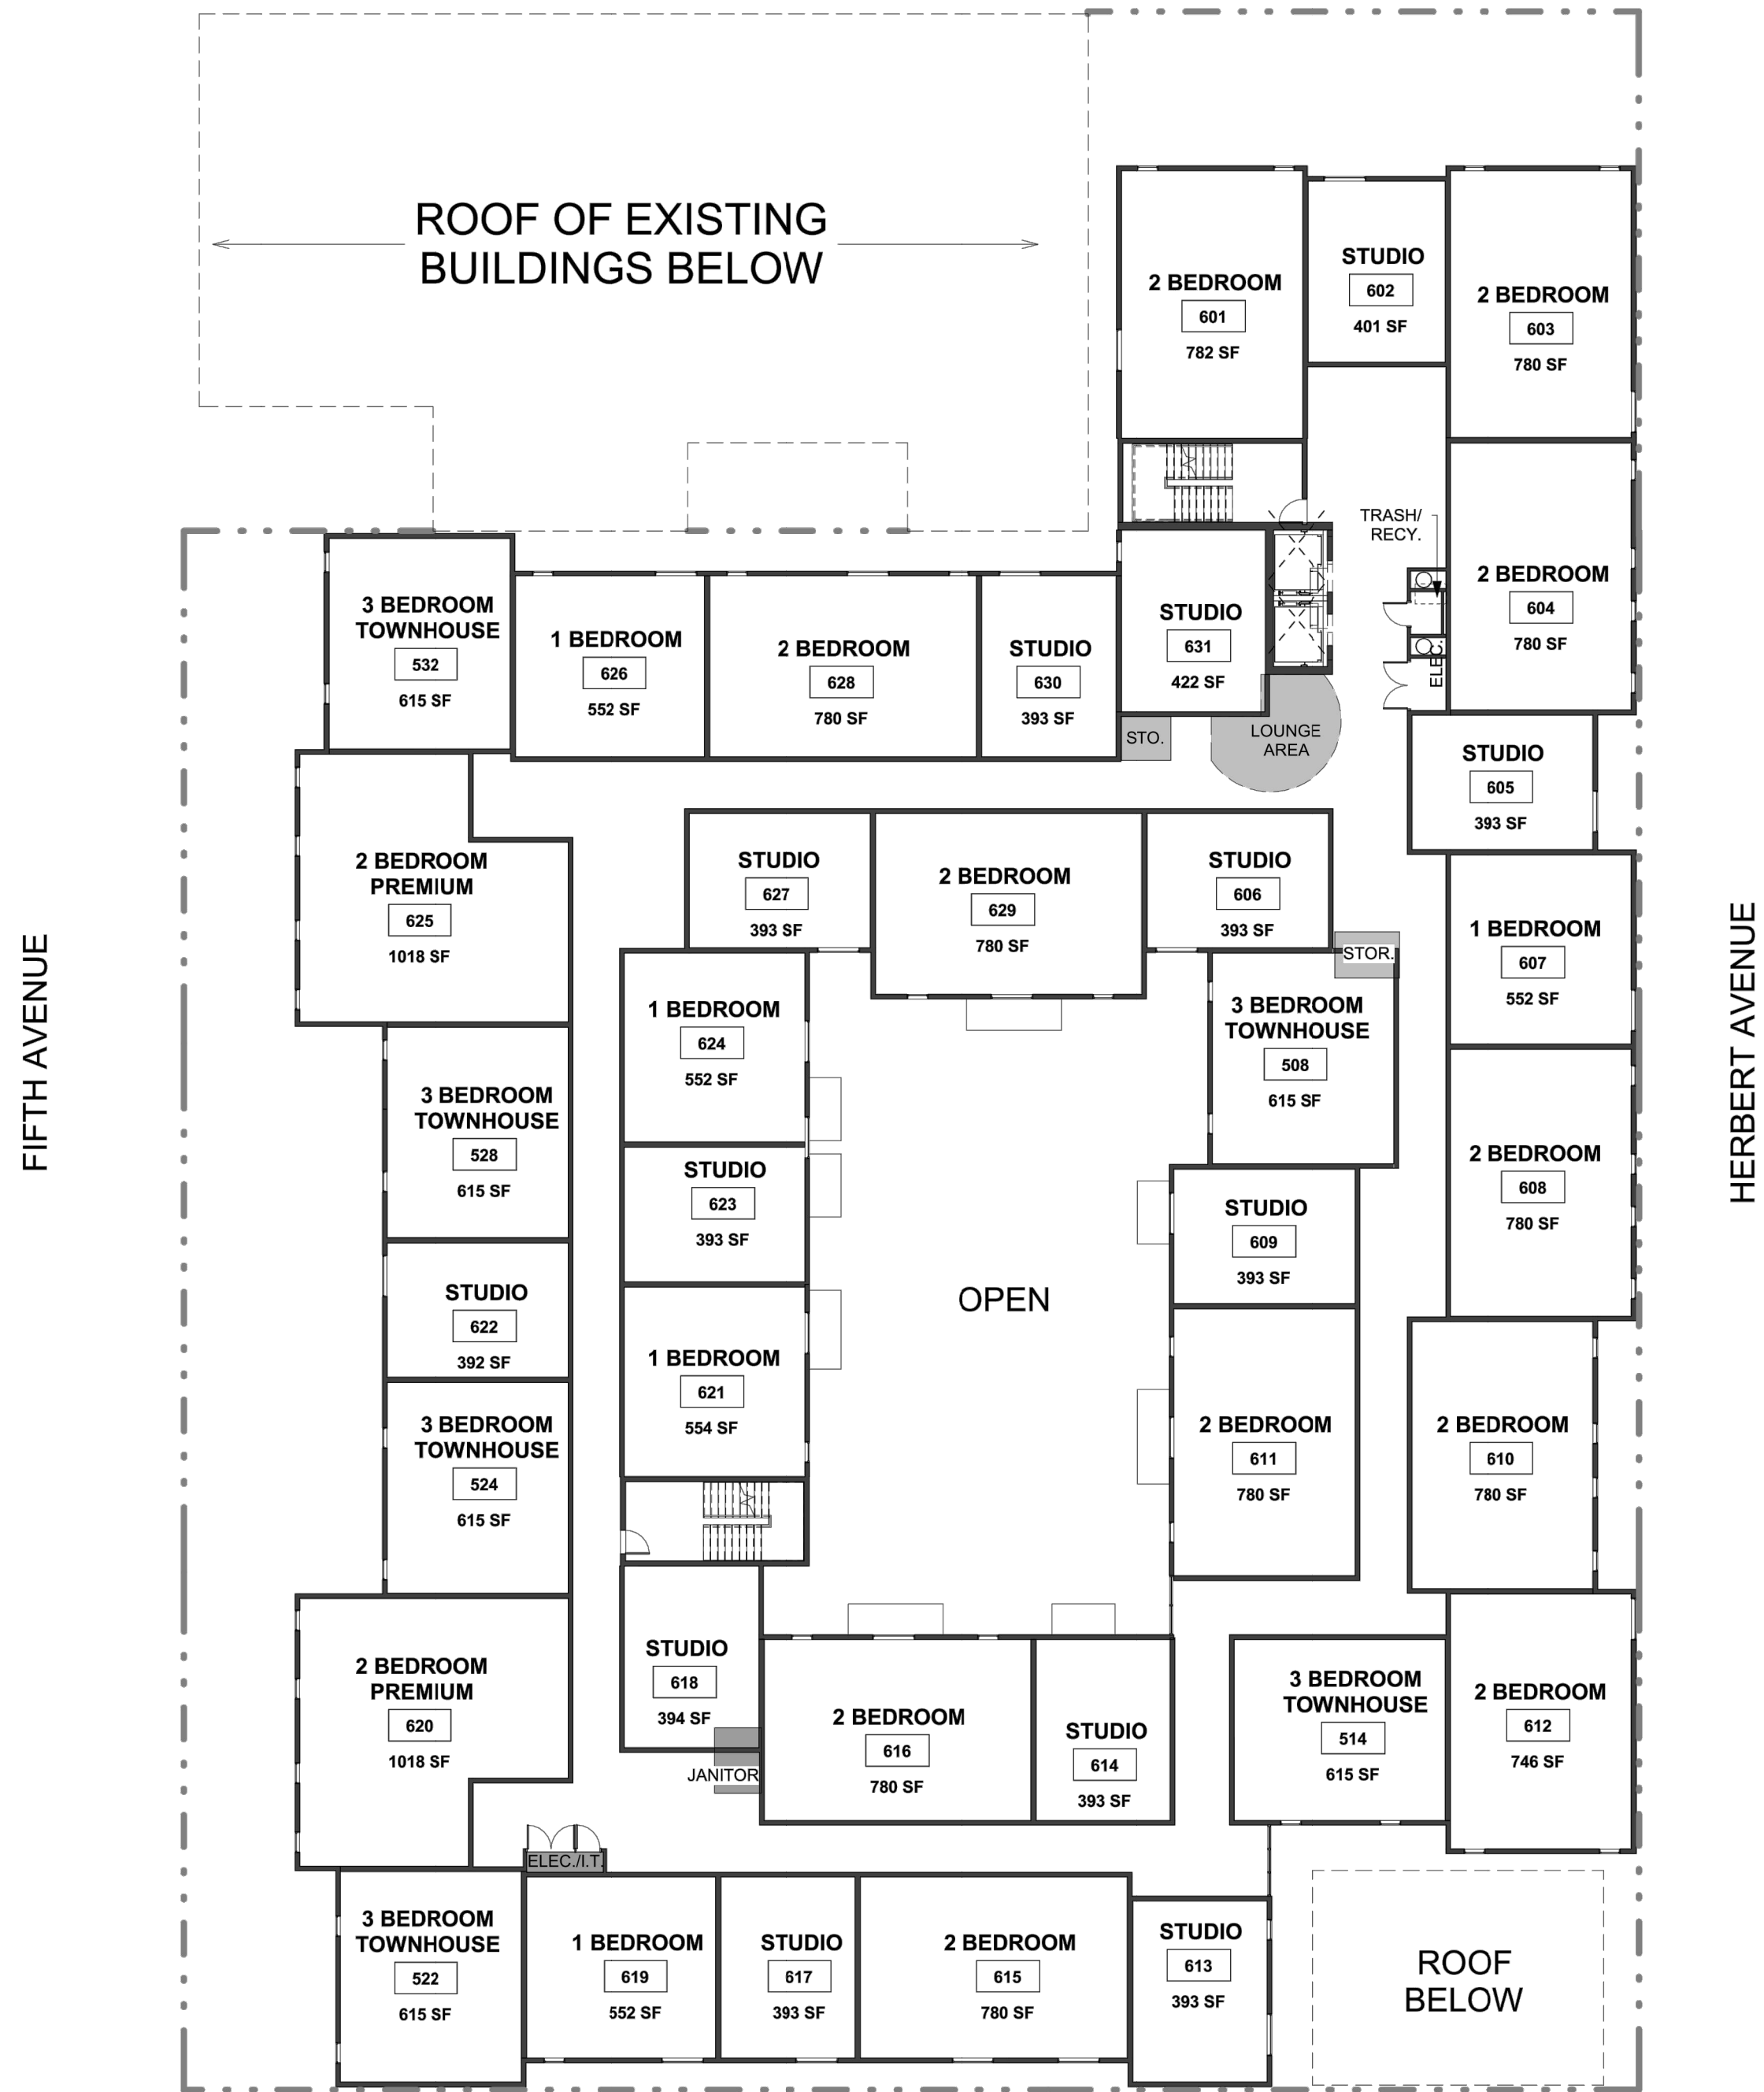 ROOF OF EXISTING
BUILDINGS BELOW
2 BEDROOM
601
782 SF
STUDIO
602
401 SF
2 BEDROOM
603
780 SF
TRASH/
RECY.
ELEC.
2 BEDROOM
604
780 SF
3 BEDROOM
TOWNHOUSE
532
615 SF
1 BEDROOM
626
552 SF
2 BEDROOM
628
780 SF
STUDIO
630
393 SF
STUDIO
631
422 SF
STO.
LOUNGE
AREA
STUDIO
605
393 SF
2 BEDROOM
PREMIUM
625
1018 SF
STUDIO
627
393 SF
2 BEDROOM
629
780 SF
STUDIO
606
393 SF
STOR.
1 BEDROOM
607
552 SF
FIFTH AVENUE
HERBERT AVENUE
1 BEDROOM
624
552 SF
3 BEDROOM
TOWNHOUSE
508
615 SF
3 BEDROOM
TOWNHOUSE
528
615 SF
STUDIO
623
393 SF
2 BEDROOM
608
780 SF
STUDIO
609
393 SF
OPEN
STUDIO
622
392 SF
1 BEDROOM
621
554 SF
3 BEDROOM
TOWNHOUSE
524
615 SF
2 BEDROOM
611
780 SF
2 BEDROOM
610
780 SF
2 BEDROOM
PREMIUM
620
1018 SF
STUDIO
618
394 SF
JANITOR
2 BEDROOM
616
780 SF
STUDIO
614
393 SF
3 BEDROOM
TOWNHOUSE
514
615 SF
2 BEDROOM
612
746 SF
ELEC./I.T.
3 BEDROOM
TOWNHOUSE
522
615 SF
1 BEDROOM
619
552 SF
STUDIO
617
393 SF
2 BEDROOM
615
780 SF
STUDIO
613
393 SF
ROOF
BELOW